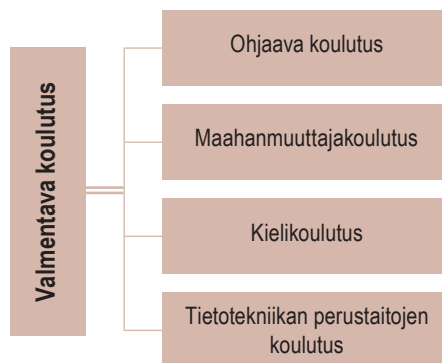 Valmentava koulutus
Ohjaava koulutus
Maahanmuuttajakoulutus
Kielikoulutus
Tietotekniikan perustaitojen
koulutus